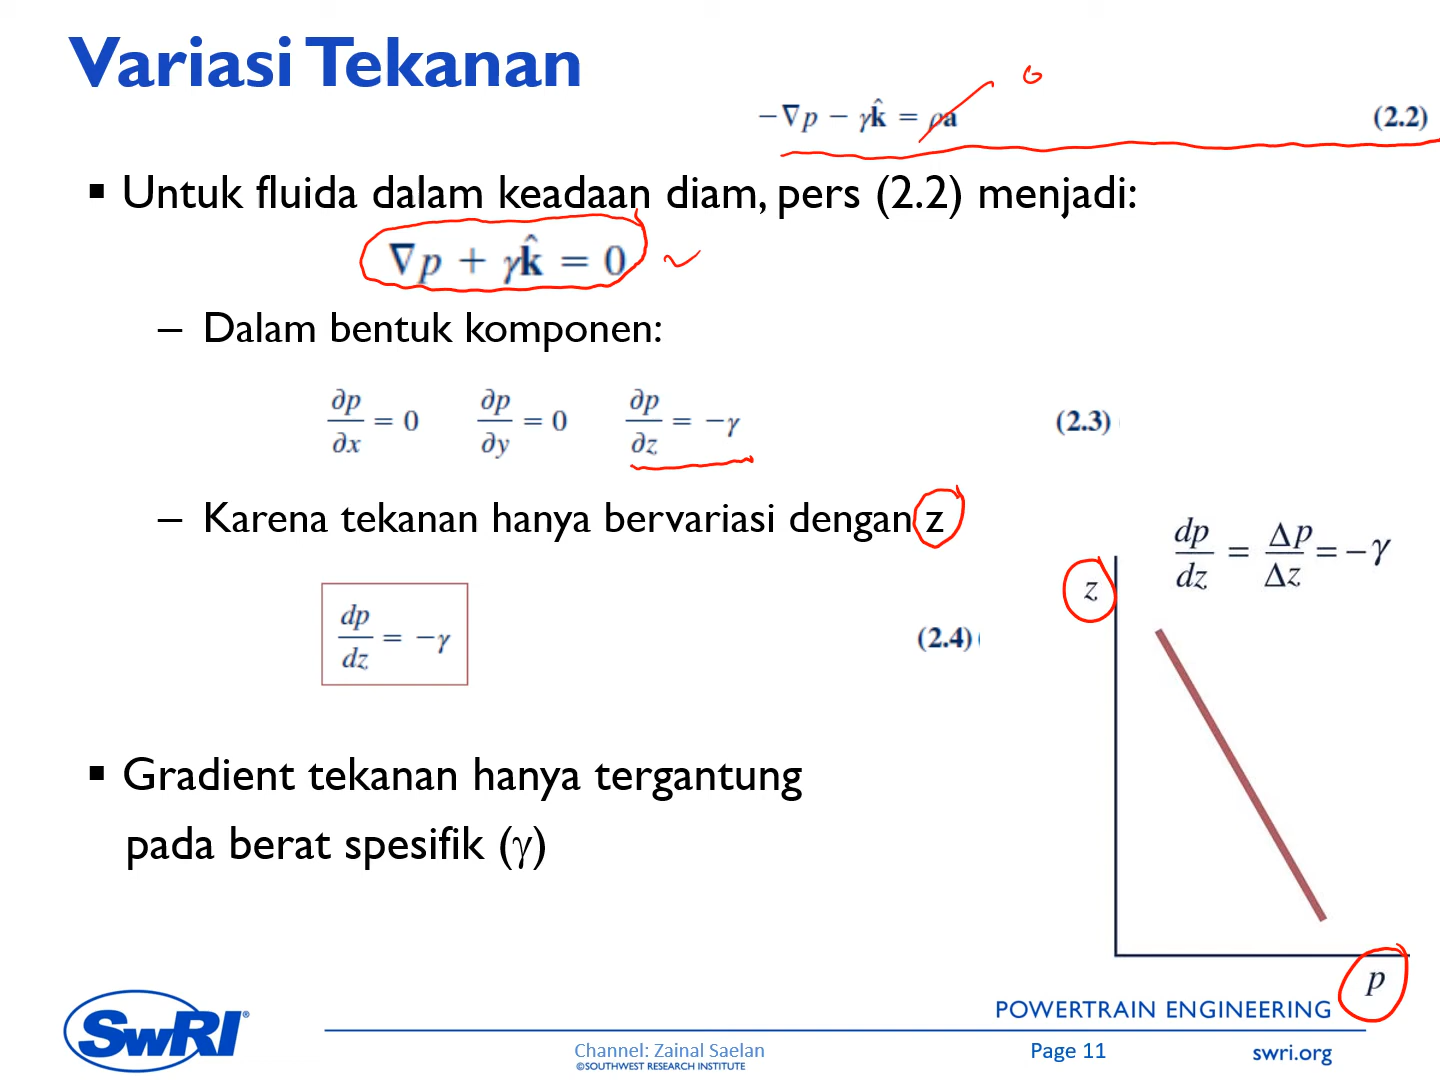 Variasi Tekanan
0
−∇p − γk̂ = ρa (2.2)
▪ Untuk fluida dalam keadaan diam, pers (2.2) menjadi:
∇p + γk̂ = 0
– Dalam bentuk komponen:
∂p/∂x = 0 ∂p/∂y = 0 ∂p/∂z = −γ (2.3)
– Karena tekanan hanya bervariasi dengan z
dp/dz = Δp/Δz = −γ
z
dp/dz = −γ (2.4)
▪ Gradient tekanan hanya tergantung
pada berat spesifik (γ)
p
SwRI®
POWERTRAIN ENGINEERING
Channel: Zainal Saelan
©SOUTHWEST RESEARCH INSTITUTE
Page 11
swri.org